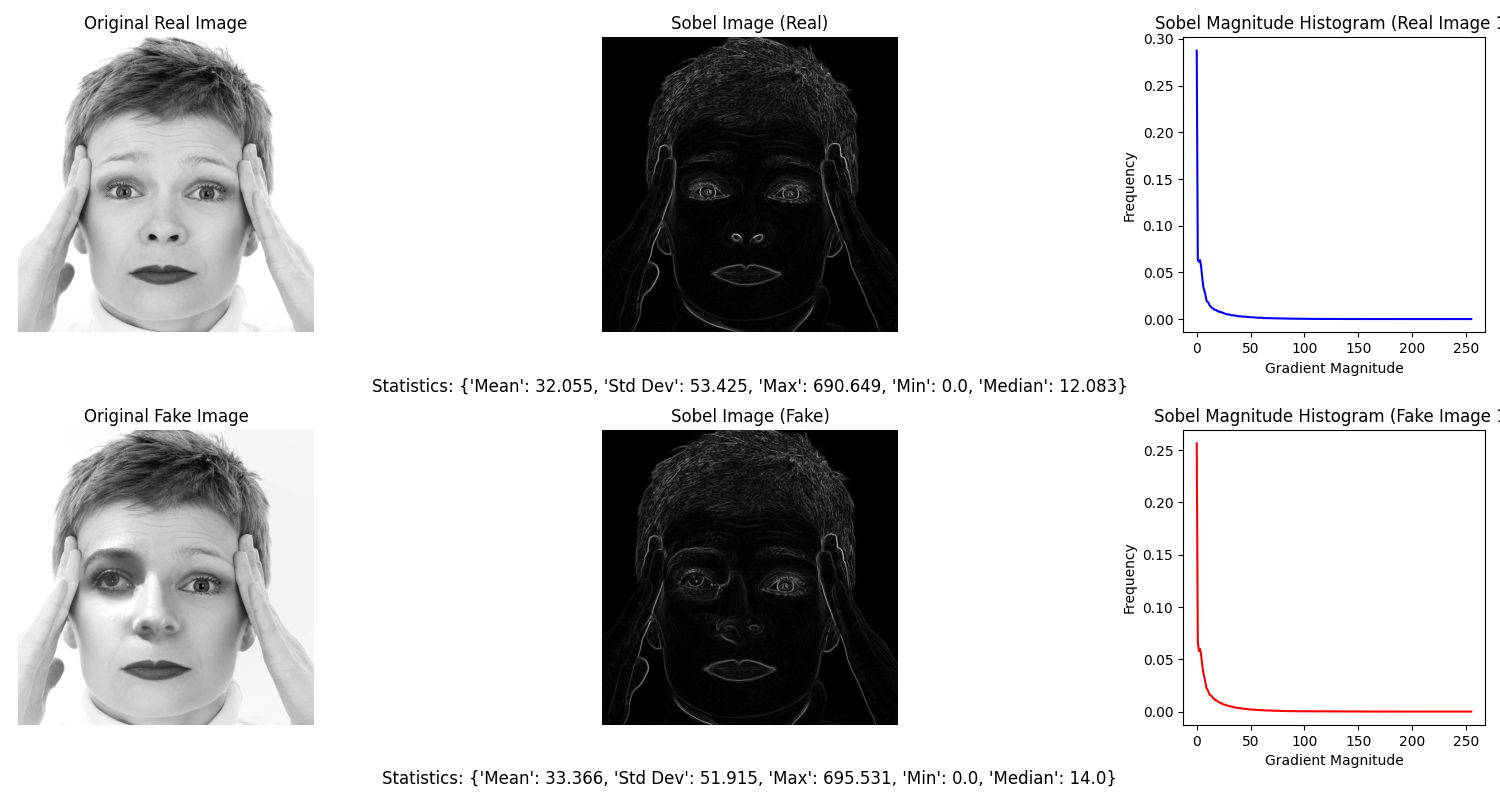 Original Real Image
Sobel Image (Real)
Sobel Magnitude Histogram (Real Image 1
0.30
0.25
0.20
0.15
0.10
0.05
0.00
Frequency
0 50 100 150 200 250
Gradient Magnitude
Statistics: {'Mean': 32.055, 'Std Dev': 53.425, 'Max': 690.649, 'Min': 0.0, 'Median': 12.083}
Original Fake Image
Sobel Image (Fake)
Sobel Magnitude Histogram (Fake Image 1
0.25
0.20
0.15
0.10
0.05
0.00
Frequency
0 50 100 150 200 250
Gradient Magnitude
Statistics: {'Mean': 33.366, 'Std Dev': 51.915, 'Max': 695.531, 'Min': 0.0, 'Median': 14.0}